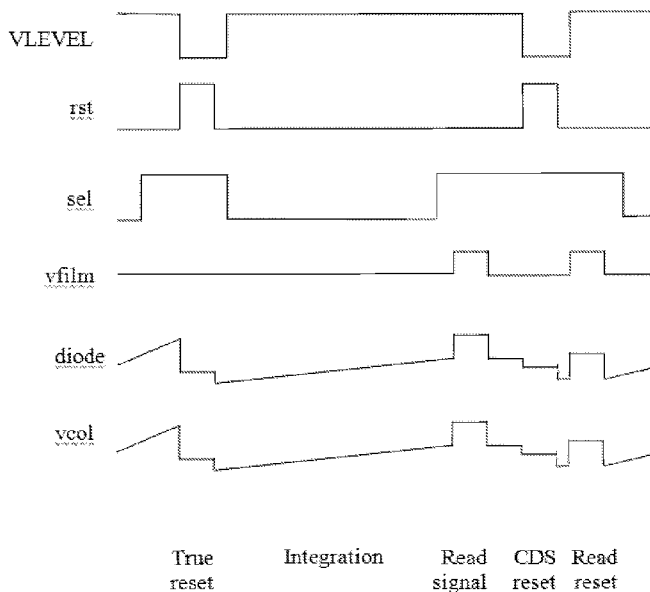 VLEVEL
rst
sel
vfilm
diode
vcol
True Integration Read CDS Read
reset signal reset reset